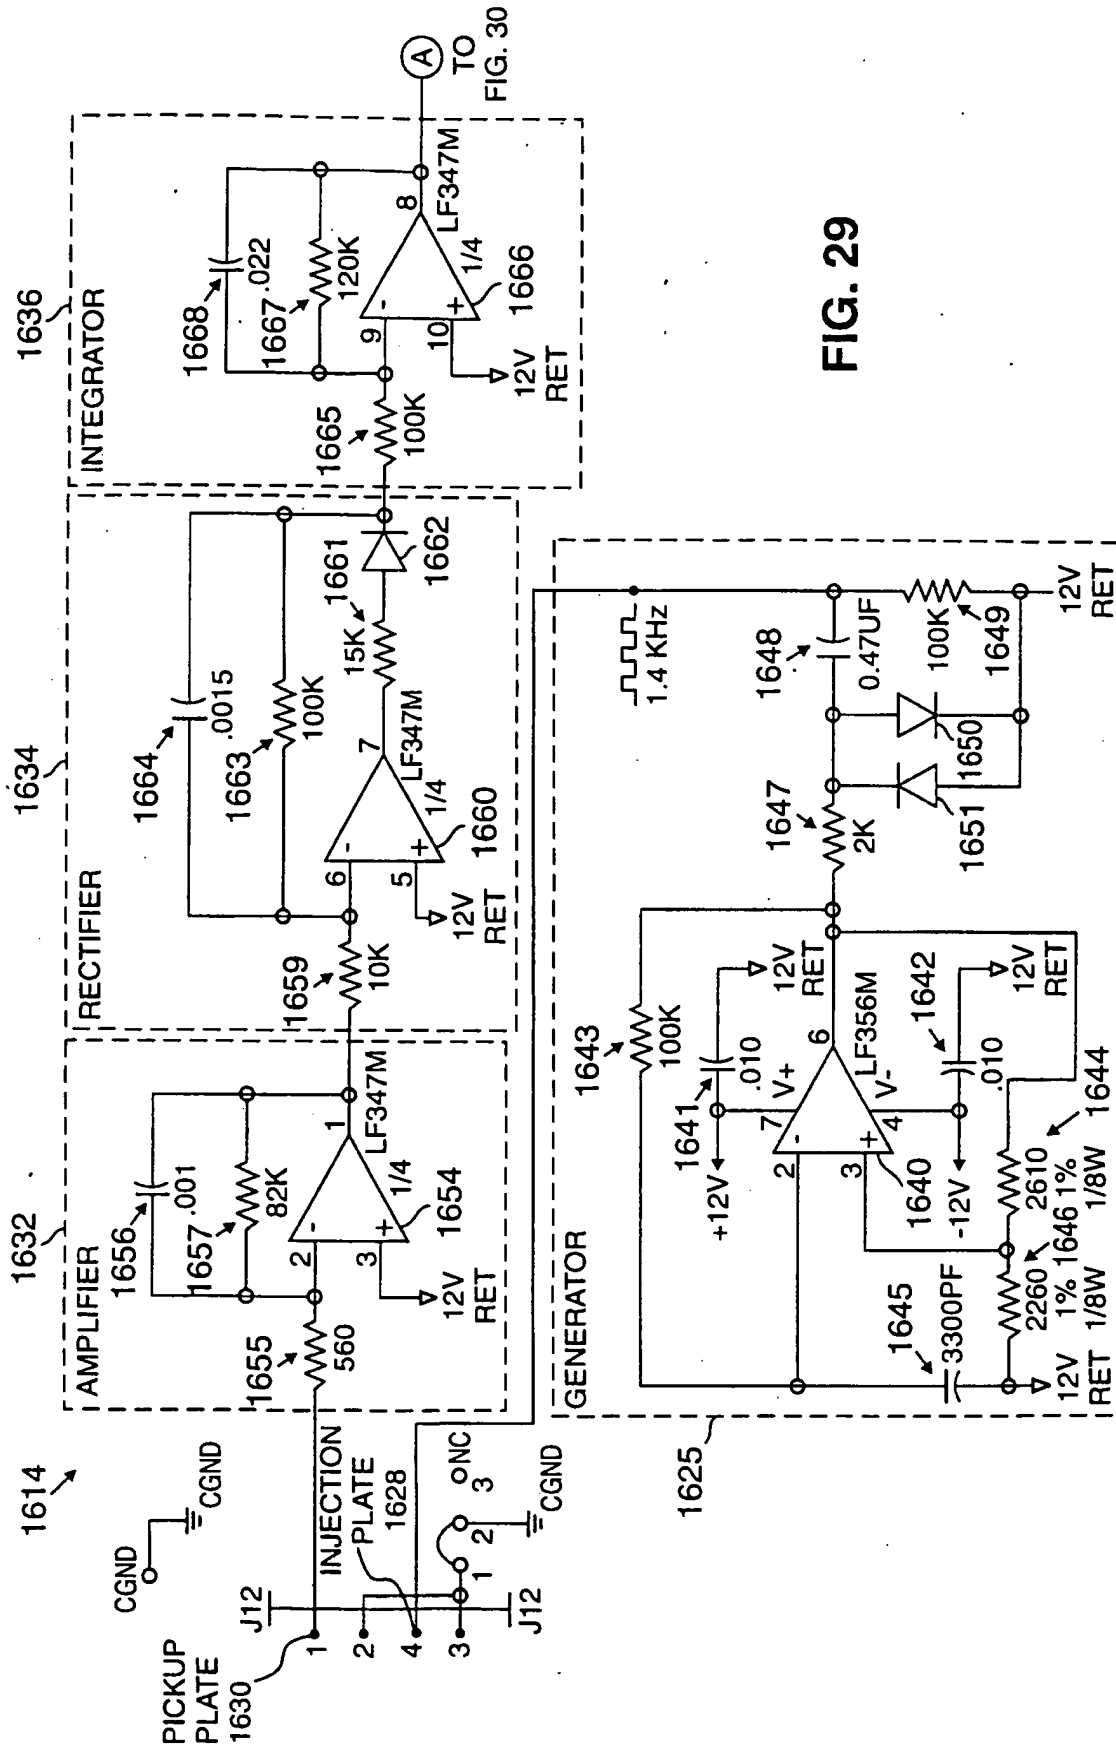 1614
CGND
CGND
PICKUP
PLATE
1630
J12
1
2
4
3
J12
INJECTION
PLATE
1628
1
2
3
NC
CGND
1632
AMPLIFIER
1655
560
1656
.001
1657
82K
2
3
-
+
1
LF347M
1/4
1654
12V
RET
1634
RECTIFIER
1659
10K
1664
.0015
1663
100K
6
5
-
+
7
LF347M
1/4
1660
12V
RET
15K
1661
1662
1636
INTEGRATOR
1665
100K
1668
.022
1667
120K
9
10
-
+
8
LF347M
1/4
1666
12V
RET
A
TO
FIG. 30
1625
GENERATOR
1643
100K
1641
.010
12V
RET
+12V
7
V+
2
3
-
+
6
LF356M
V-
4
1640
-12V
1642
.010
12V
RET
1645
3300PF
12V
RET
2260
1%
1/8W
1646
2610
1%
1/8W
1644
1647
2K
1651
1650
1648
0.47UF
100K
1649
12V
RET
1.4 KHz
FIG. 29